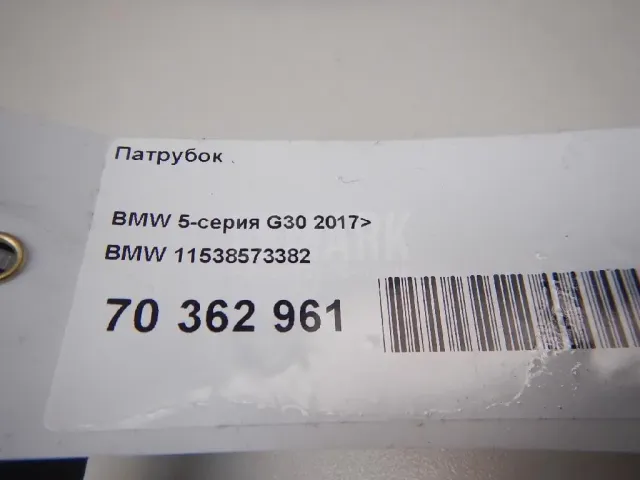 Патрубок
BMW 5-серия G30 2017>
BMW 11538573382
70 362 961